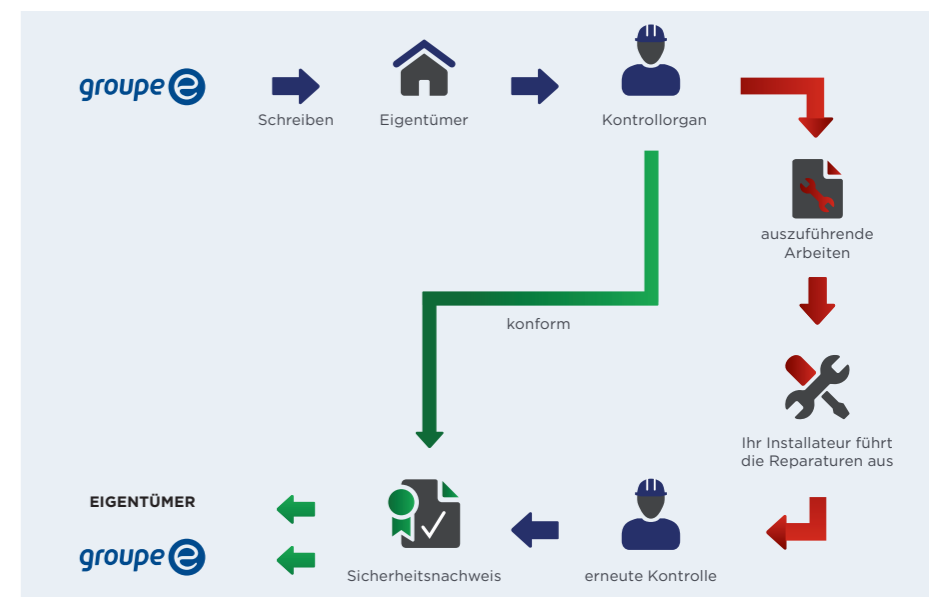 groupe e
Schreiben
Eigentümer
Kontrollorgan
auszuführende
Arbeiten
konform
Ihr Installateur führt
die Reparaturen aus
EIGENTÜMER
groupe e
Sicherheitsnachweis
erneute Kontrolle